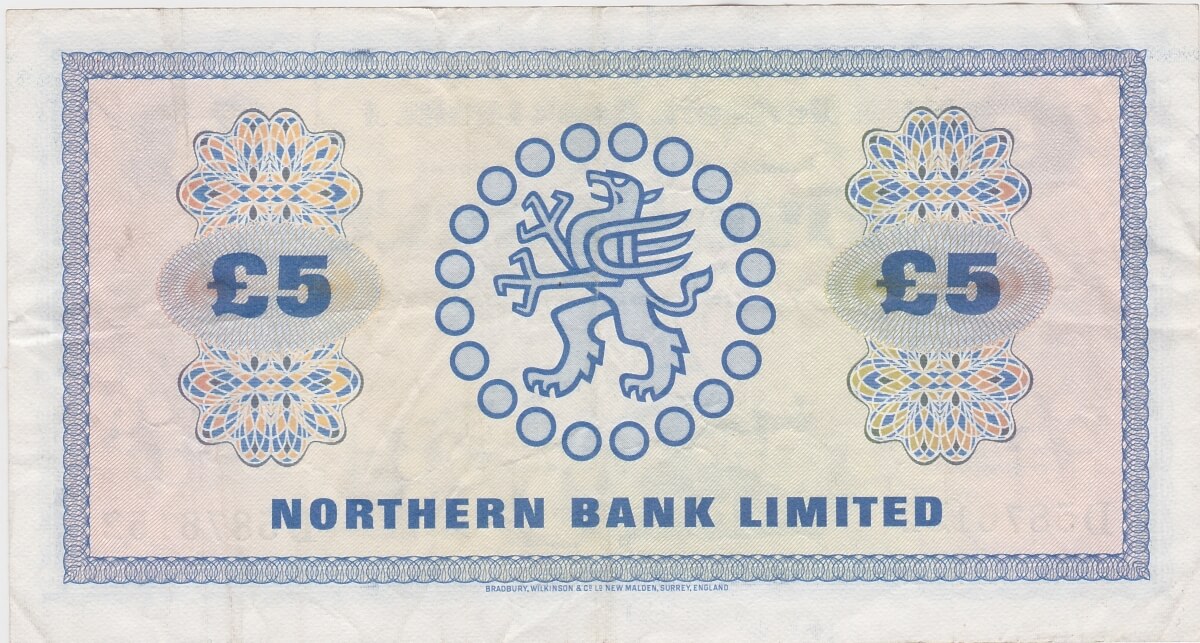 £5
£5
NORTHERN BANK LIMITED
BRADBURY, WILKINSON & Cº Lᴰ NEW MALDEN, SURREY, ENGLAND